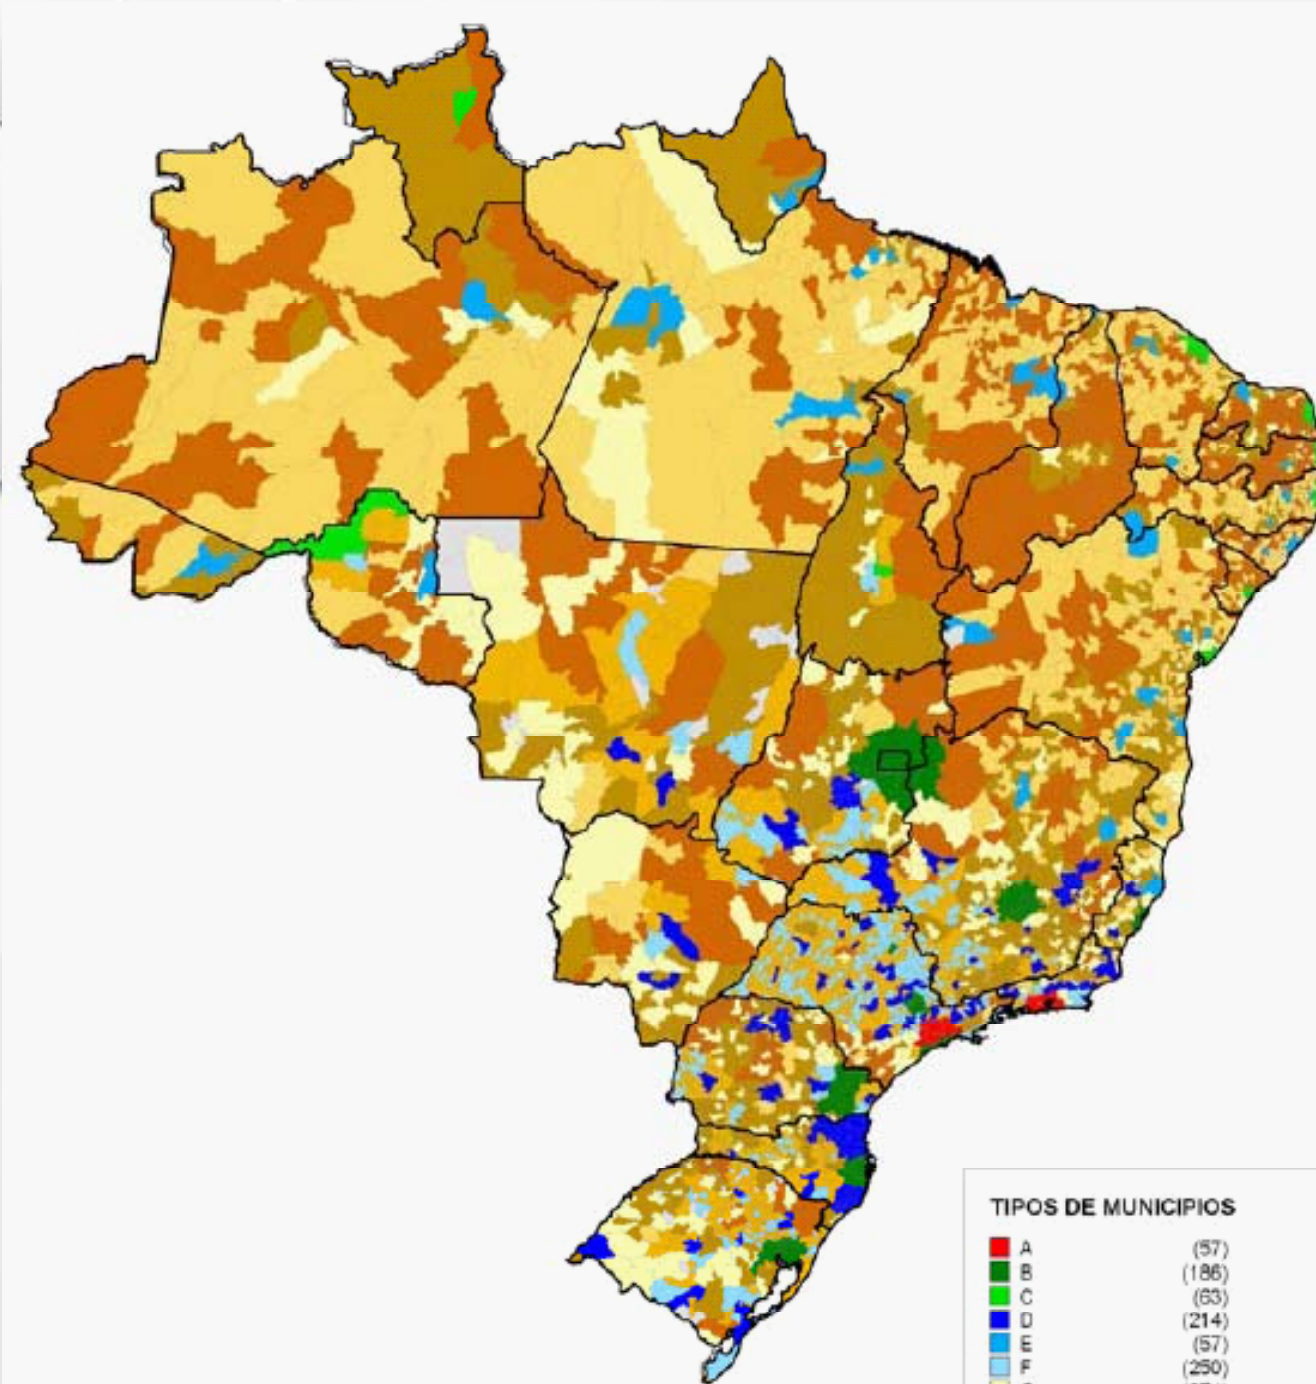 TIPOS DE MUNICIPIOS
A (57)
B (186)
C (63)
D (214)
E (57)
F (250)